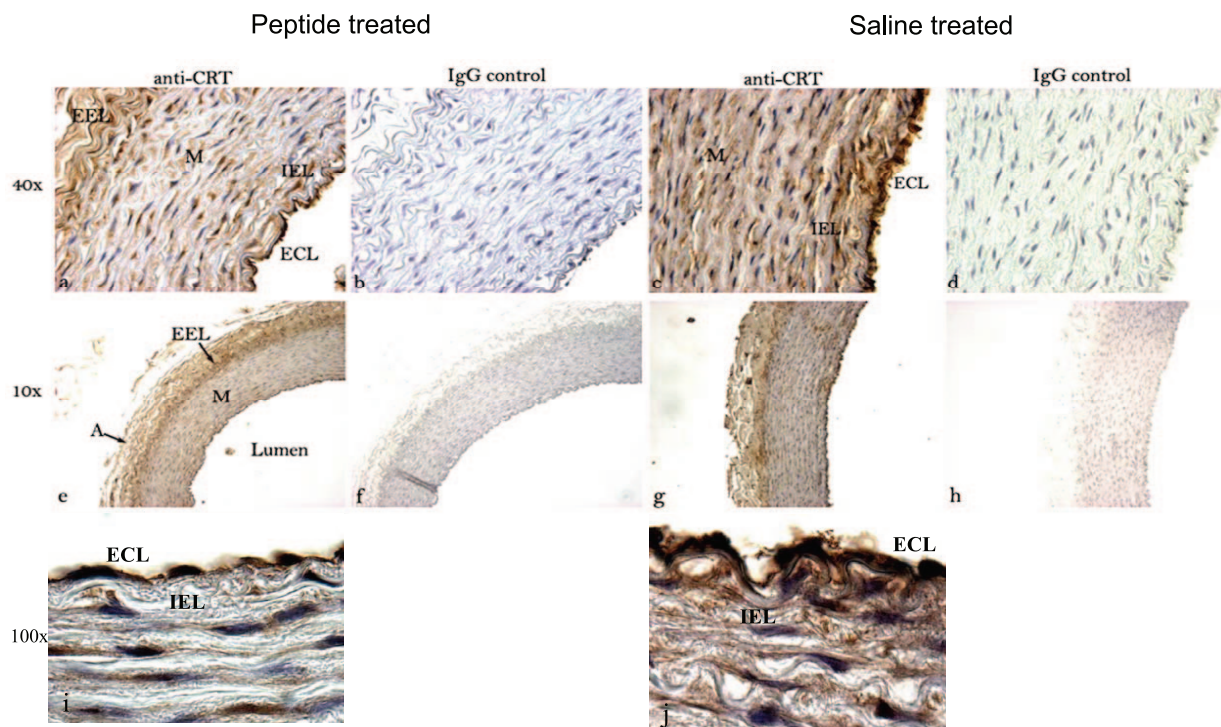 Peptide treated Saline treated
anti-CRT IgG control anti-CRT IgG control
40x
EEL M IEL ECL a
b
M ECL IEL c
d
10x
EEL
M
A
Lumen
e
f
g
h
100x
ECL
IEL
i
ECL
IEL
j